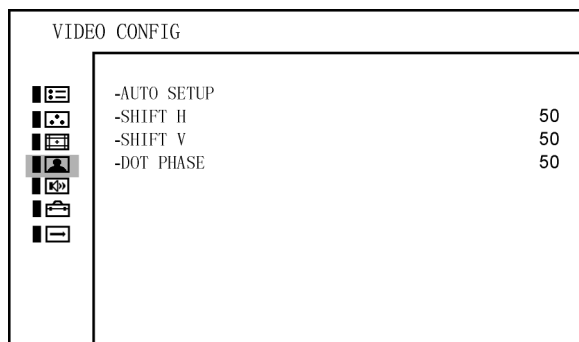 VIDEO CONFIG
-AUTO SETUP
-SHIFT H 50
-SHIFT V 50
-DOT PHASE 50